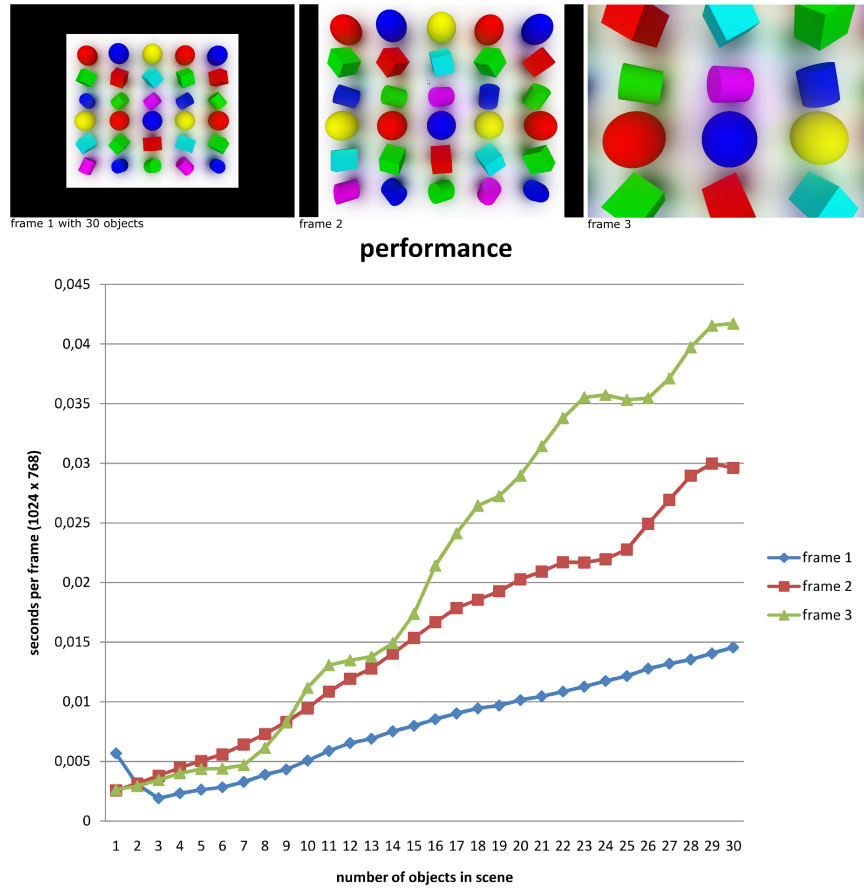 frame 1 with 30 objects
frame 2
frame 3
performance
0,045
0,04
0,035
0,03
0,025
0,02
0,015
0,01
0,005
0
seconds per frame (1024 x 768)
1 2 3 4 5 6 7 8 9 10 11 12 13 14 15 16 17 18 19 20 21 22 23 24 25 26 27 28 29 30
number of objects in scene
frame 1
frame 2
frame 3